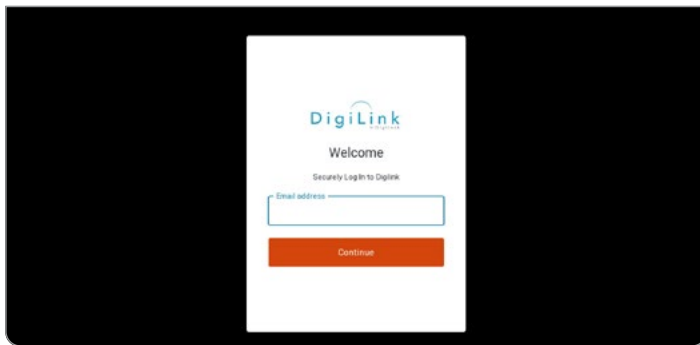 DigiLink
Welcome
Securely Log In to Digilink
Email address
Continue